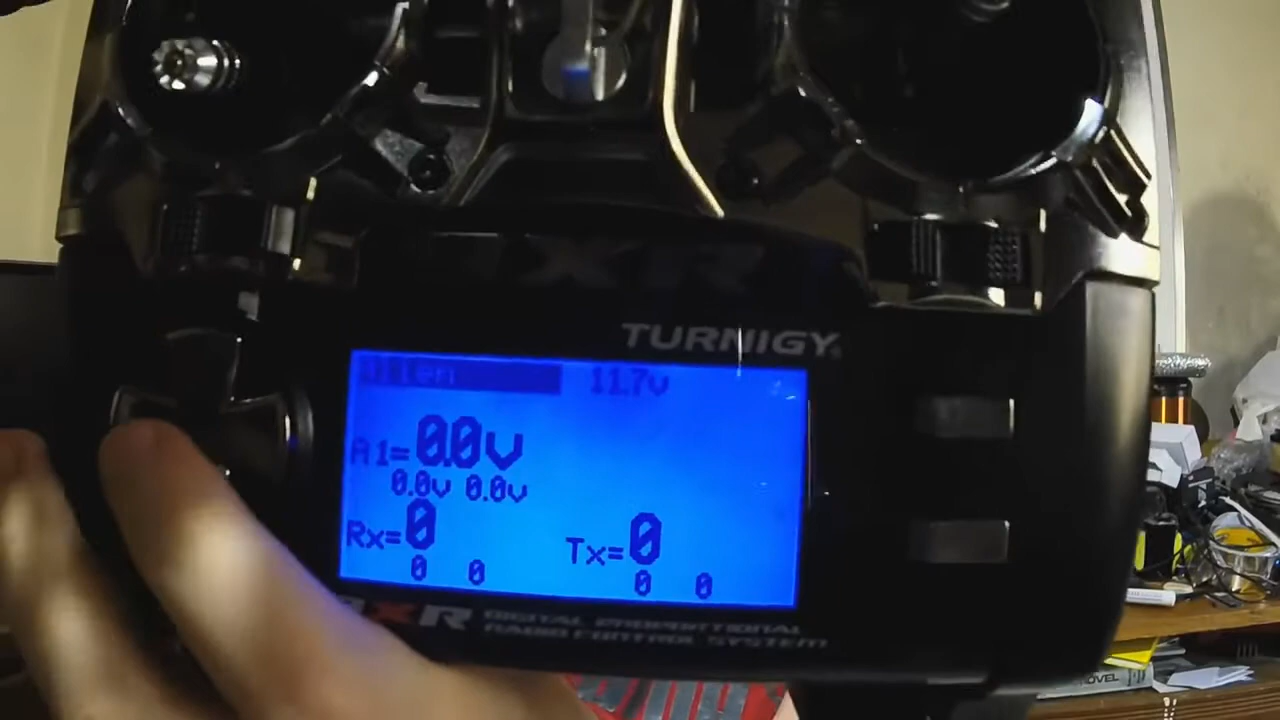 TURNIGY
11.7v
A1=0.0v
0.0v 0.0v
Rx=0 Tx=0
0 0 0 0
9XR DIGITAL PROPORTIONAL
RADIO CONTROL SYSTEM